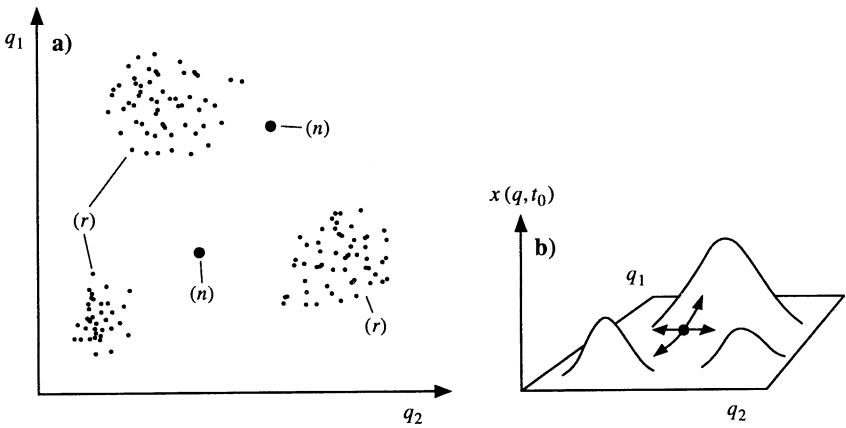 q₁
a)
(n)
(r)
(n)
(r)
q₂
x(q,t₀)
b)
q₁
q₂